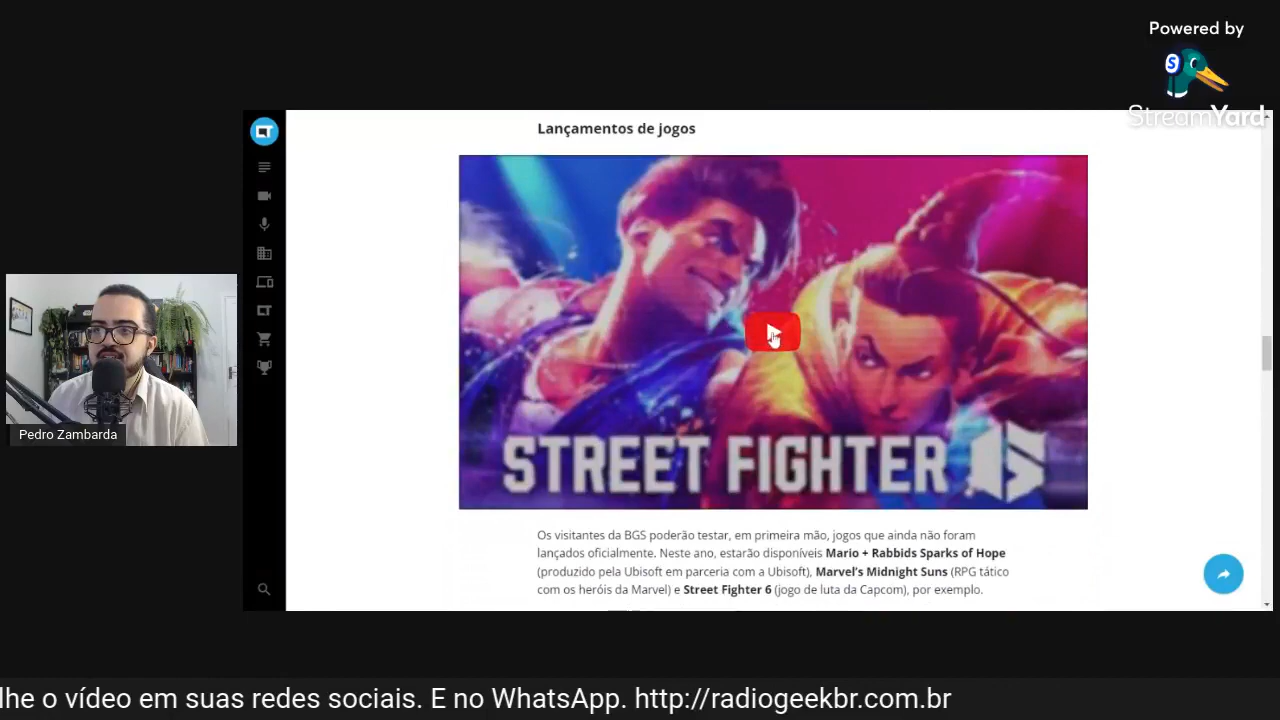 Powered by
StreamYard
Lançamentos de jogos
STREET FIGHTER 6
Os visitantes da BGS poderão testar, em primeira mão, jogos que ainda não foram
lançados oficialmente. Neste ano, estarão disponíveis Mario + Rabbids Sparks of Hope
(produzido pela Ubisoft em parceria com a Ubisoft), Marvel's Midnight Suns (RPG tático
com os heróis da Marvel) e Street Fighter 6 (jogo de luta da Capcom), por exemplo.
Pedro Zambarda
lhe o vídeo em suas redes sociais. E no WhatsApp. http://radiogeekbr.com.br